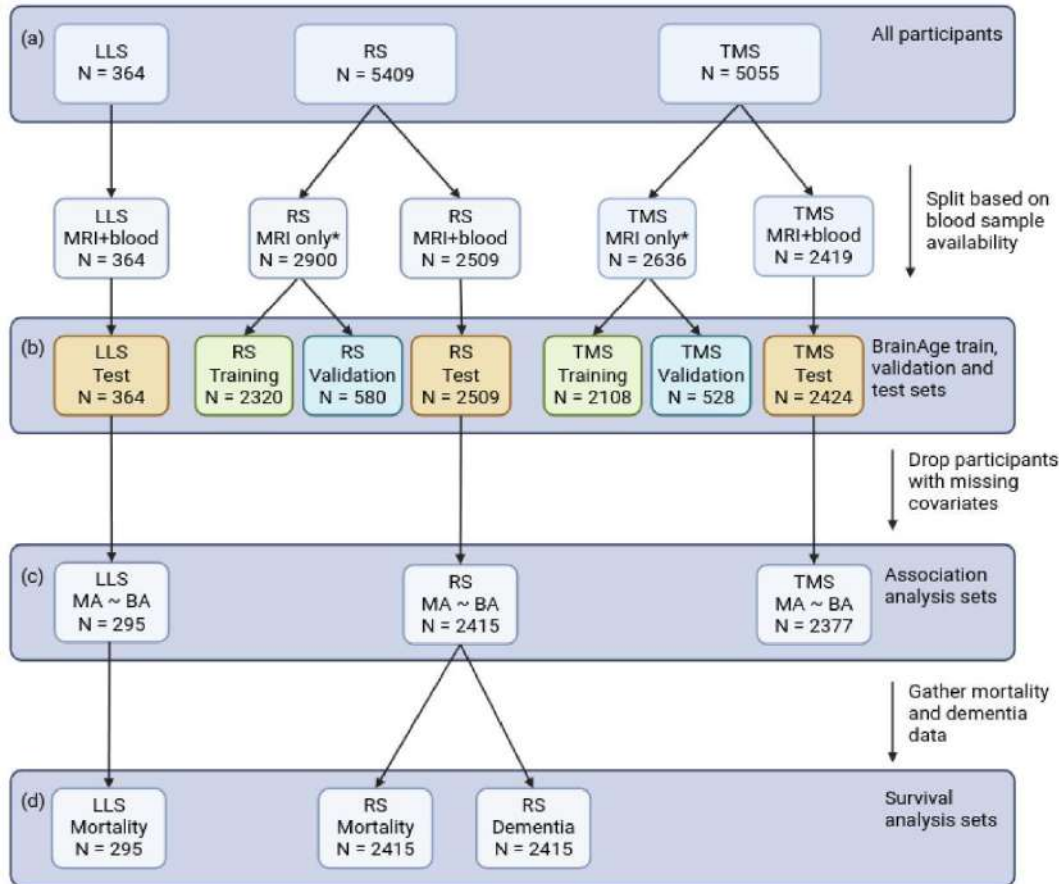 (a)
LLS
N = 364
RS
N = 5409
TMS
N = 5055
All participants
LLS
MRI+blood
N = 364
RS
MRI only*
N = 2900
RS
MRI+blood
N = 2509
TMS
MRI only*
N = 2636
TMS
MRI+blood
N = 2419
Split based on
blood sample
availability
(b)
LLS
Test
N = 364
RS
Training
N = 2320
RS
Validation
N = 580
RS
Test
N = 2509
TMS
Training
N = 2108
TMS
Validation
N = 528
TMS
Test
N = 2424
BrainAge train,
validation and
test sets
Drop participants
with missing
covariates
(c)
LLS
MA ~ BA
N = 295
RS
MA ~ BA
N = 2415
TMS
MA ~ BA
N = 2377
Association
analysis sets
Gather mortality
and dementia
data
(d)
LLS
Mortality
N = 295
RS
Mortality
N = 2415
RS
Dementia
N = 2415
Survival
analysis sets